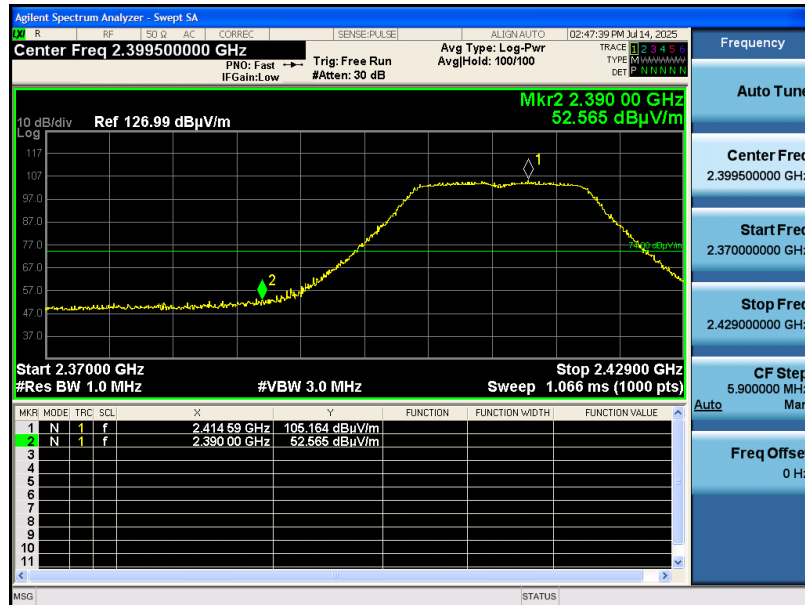 Agilent Spectrum Analyzer - Swept SA
LXI R RF 50 Ω AC CORREC SENSE:PULSE ALIGN AUTO 02:47:39 PM Jul 14, 2025
Center Freq 2.399500000 GHz
PNO: Fast
IFGain:Low
Trig: Free Run
#Atten: 30 dB
Avg Type: Log-Pwr
Avg|Hold: 100/100
TRACE 1 2 3 4 5 6
TYPE M WWWWW
DET P N N N N N
Mkr2 2.390 00 GHz
52.565 dBµV/m
10 dB/div Ref 126.99 dBµV/m
Log
117
107
97.0
87.0
77.0
67.0
57.0
47.0
37.0
1
2
74.00 dBµV/m
Start 2.37000 GHz Stop 2.42900 GHz
#Res BW 1.0 MHz #VBW 3.0 MHz Sweep 1.066 ms (1000 pts)
MKR MODE TRC SCL X Y FUNCTION FUNCTION WIDTH FUNCTION VALUE
1 N 1 f 2.414 59 GHz 105.164 dBµV/m
2 N 1 f 2.390 00 GHz 52.565 dBµV/m
3
4
5
6
7
8
9
10
11
MSG STATUS
Frequency
Auto Tune
Center Freq
2.399500000 GHz
Start Freq
2.370000000 GHz
Stop Freq
2.429000000 GHz
CF Step
5.900000 MHz
Auto Man
Freq Offset
0 Hz